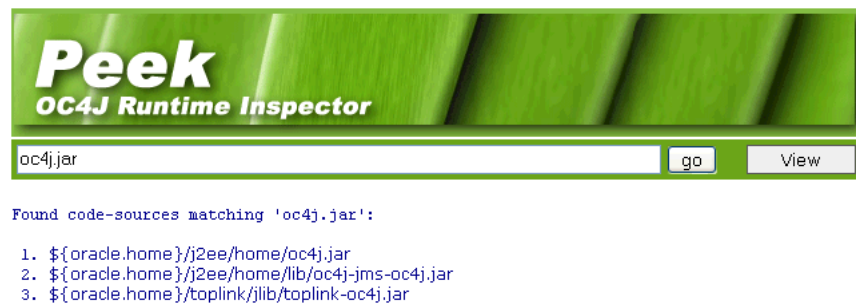 Peek
OC4J Runtime Inspector
oc4j.jar go View
Found code-sources matching 'oc4j.jar':
1. ${oracle.home}/j2ee/home/oc4j.jar
2. ${oracle.home}/j2ee/home/lib/oc4j-jms-oc4j.jar
3. ${oracle.home}/toplink/jlib/toplink-oc4j.jar